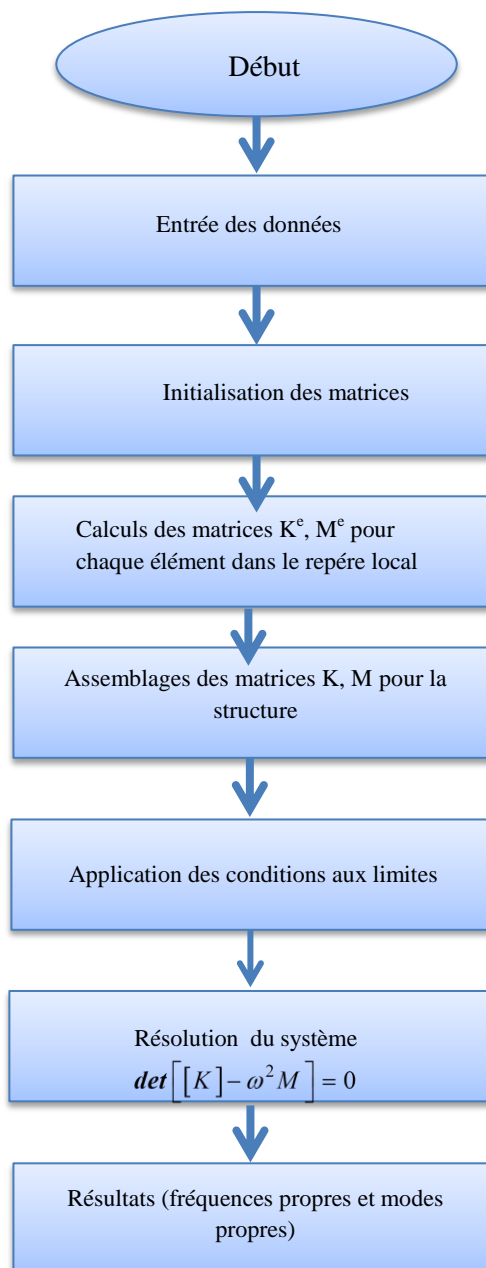 Début
Entrée des données
Initialisation des matrices
Calculs des matrices Kᵉ, Mᵉ pour
chaque élément dans le repére local
Assemblages des matrices K, M pour la
structure
Application des conditions aux limites
Résolution du système
det[[K]-ω²M]=0
Résultats (fréquences propres et modes
propres)